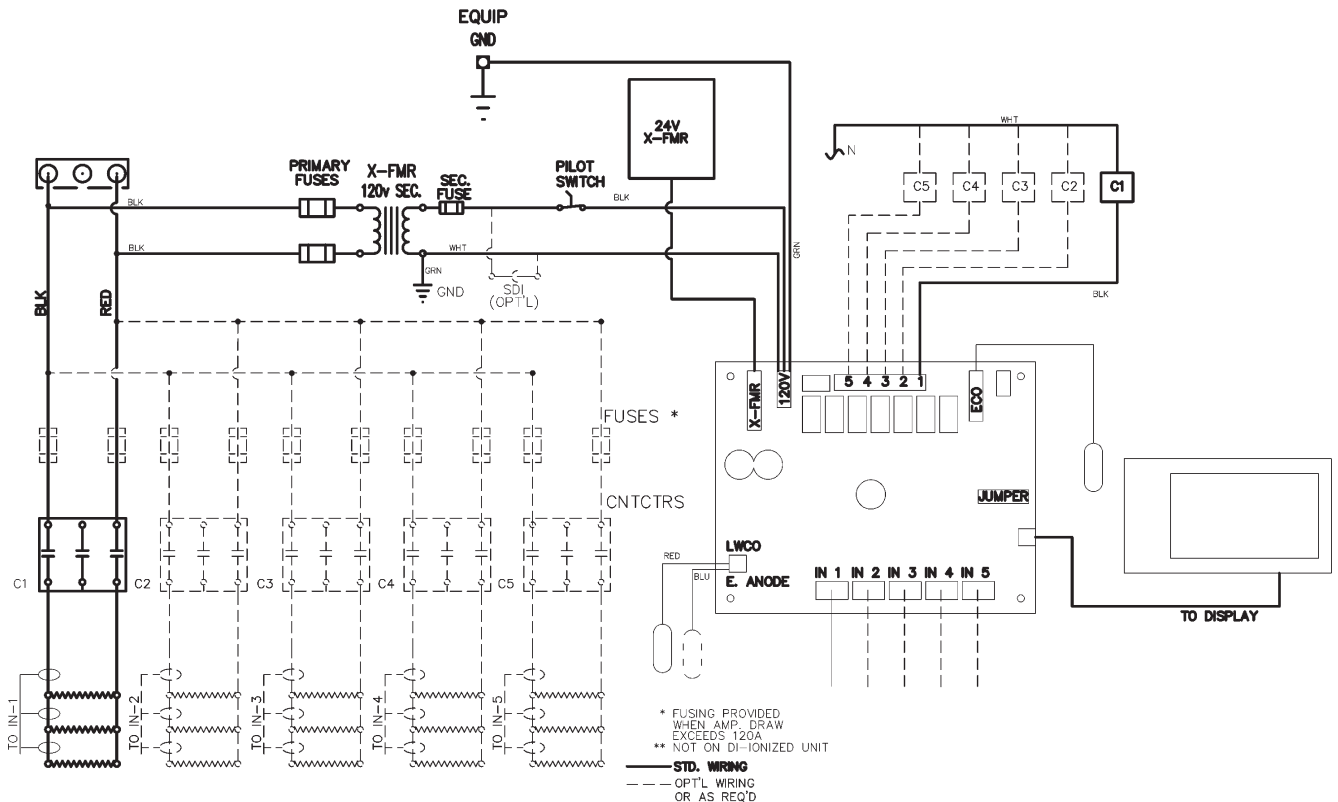 EQUIP
GND
24V
X-FMR
WHT
N
PRIMARY
FUSES
X-FMR
120v SEC.
SEC.
FUSE
PILOT
SWITCH
C5
C4
C3
C2
C1
BLK
BLK
BLK
WHT
GRN
GRN
GND
SDI
(OPT'L)
BLK
BLK
RED
X-FMR
120V
5 4 3 2 1
ECO
FUSES *
CNTCTRS
JUMPER
LWCO
RED
BLU
E. ANODE
IN 1
IN 2
IN 3
IN 4
IN 5
C1
C2
C3
C4
C5
TO DISPLAY
TO IN-1
TO IN-2
TO IN-3
TO IN-4
TO IN-5
* FUSING PROVIDED
WHEN AMP. DRAW
EXCEEDS 120A
** NOT ON DI-IONIZED UNIT
STD. WIRING
OPT'L WIRING
OR AS REQ'D